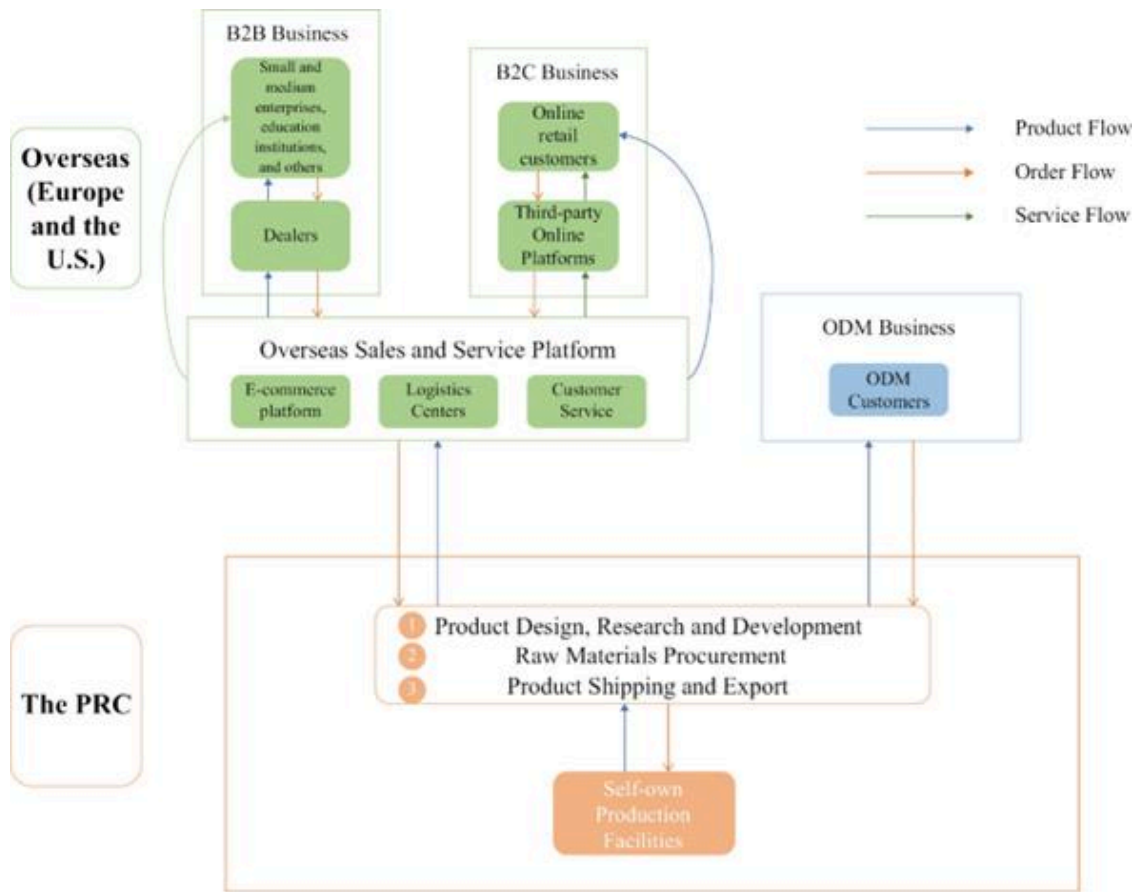 B2B Business
Small and
medium
enterprises,
education
institutions,
and others
Dealers
B2C Business
Online
retail
customers
Third-party
Online
Platforms
Product Flow
Order Flow
Service Flow
Overseas
(Europe
and the
U.S.)
Overseas Sales and Service Platform
E-commerce
platform
Logistics
Centers
Customer
Service
ODM Business
ODM
Customers
The PRC
1 Product Design, Research and Development
2 Raw Materials Procurement
3 Product Shipping and Export
Self-own
Production
Facilities